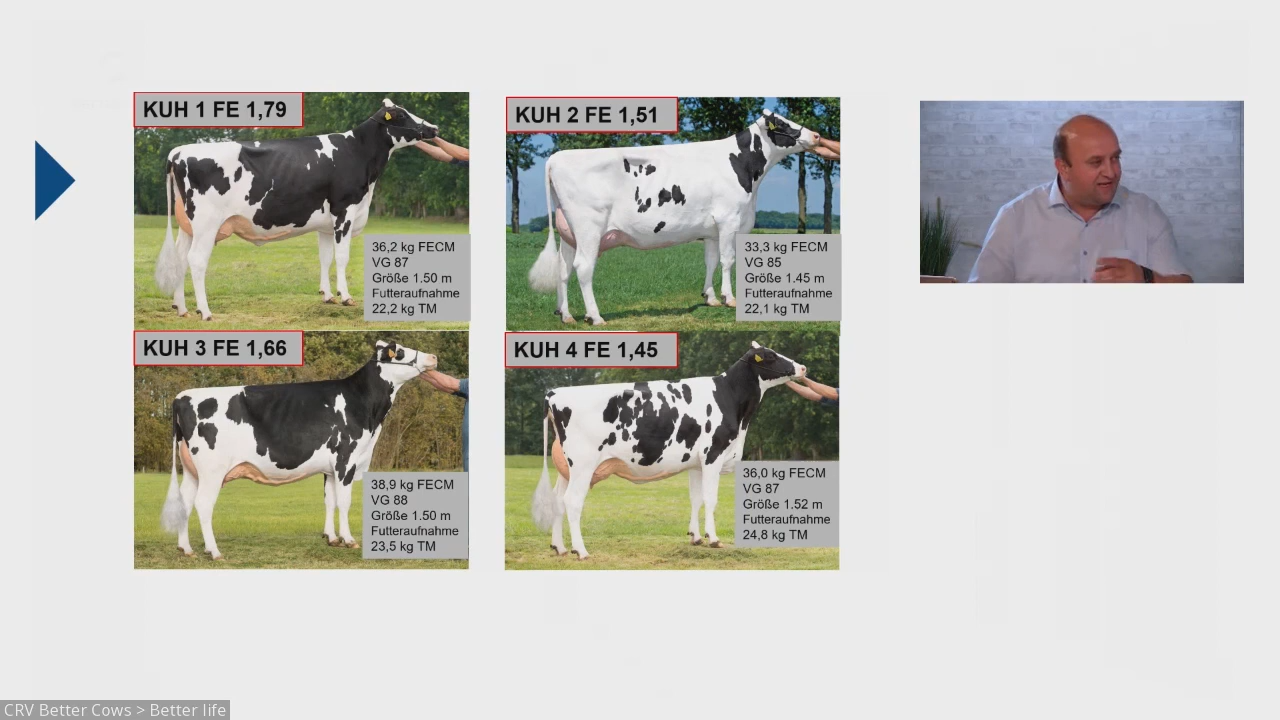 KUH 1 FE 1,79
36,2 kg FECM
VG 87
Größe 1.50 m
Futteraufnahme
22,2 kg TM
KUH 2 FE 1,51
33,3 kg FECM
VG 85
Größe 1.45 m
Futteraufnahme
22,1 kg TM
KUH 3 FE 1,66
38,9 kg FECM
VG 88
Größe 1.50 m
Futteraufnahme
23,5 kg TM
KUH 4 FE 1,45
36,0 kg FECM
VG 87
Größe 1.52 m
Futteraufnahme
24,8 kg TM
CRV Better Cows > Better life